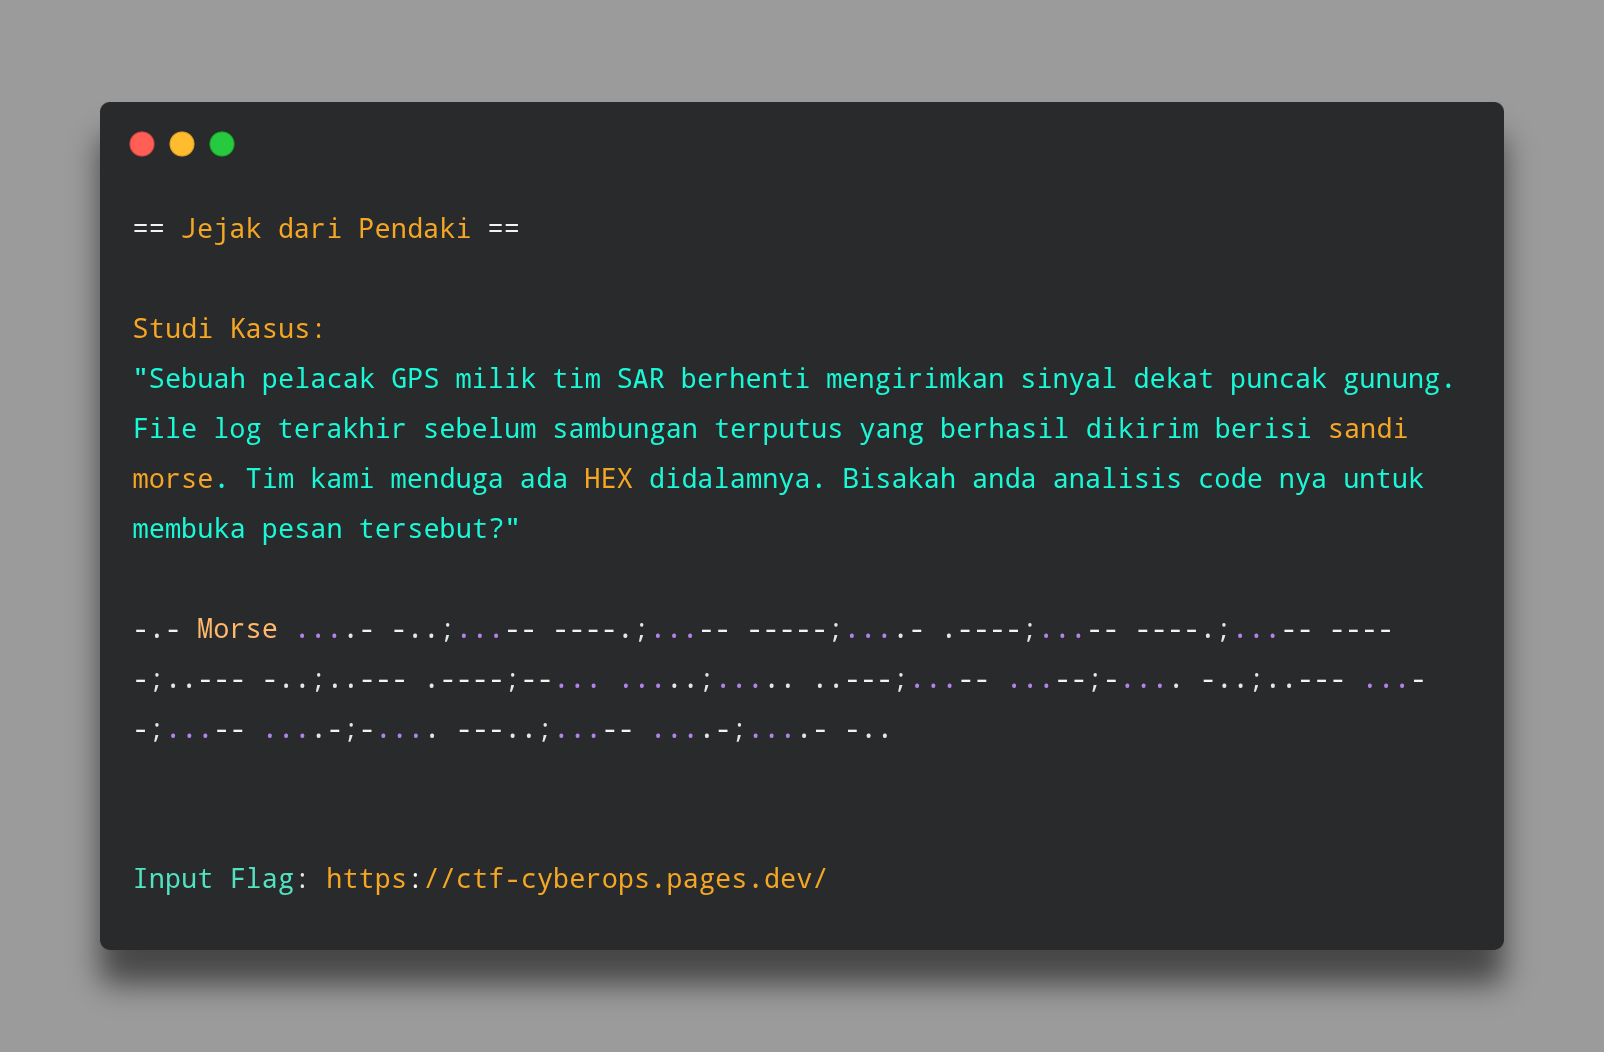 == Jejak dari Pendaki ==
Studi Kasus:
"Sebuah pelacak GPS milik tim SAR berhenti mengirimkan sinyal dekat puncak gunung.
File log terakhir sebelum sambungan terputus yang berhasil dikirim berisi sandi
morse. Tim kami menduga ada HEX didalamnya. Bisakah anda analisis code nya untuk
membuka pesan tersebut?"
-.- Morse ....- -..;...-- ----.;...-- -----;....- .----;...-- ----.;...-- ----
-;..--- -..;..--- .----;--... .....;..... ..---;...-- ...--;-.... -..;..--- ...-
-;...-- ....-;-.... ---..;...-- ....-;....- -..
Input Flag: https://ctf-cyberops.pages.dev/